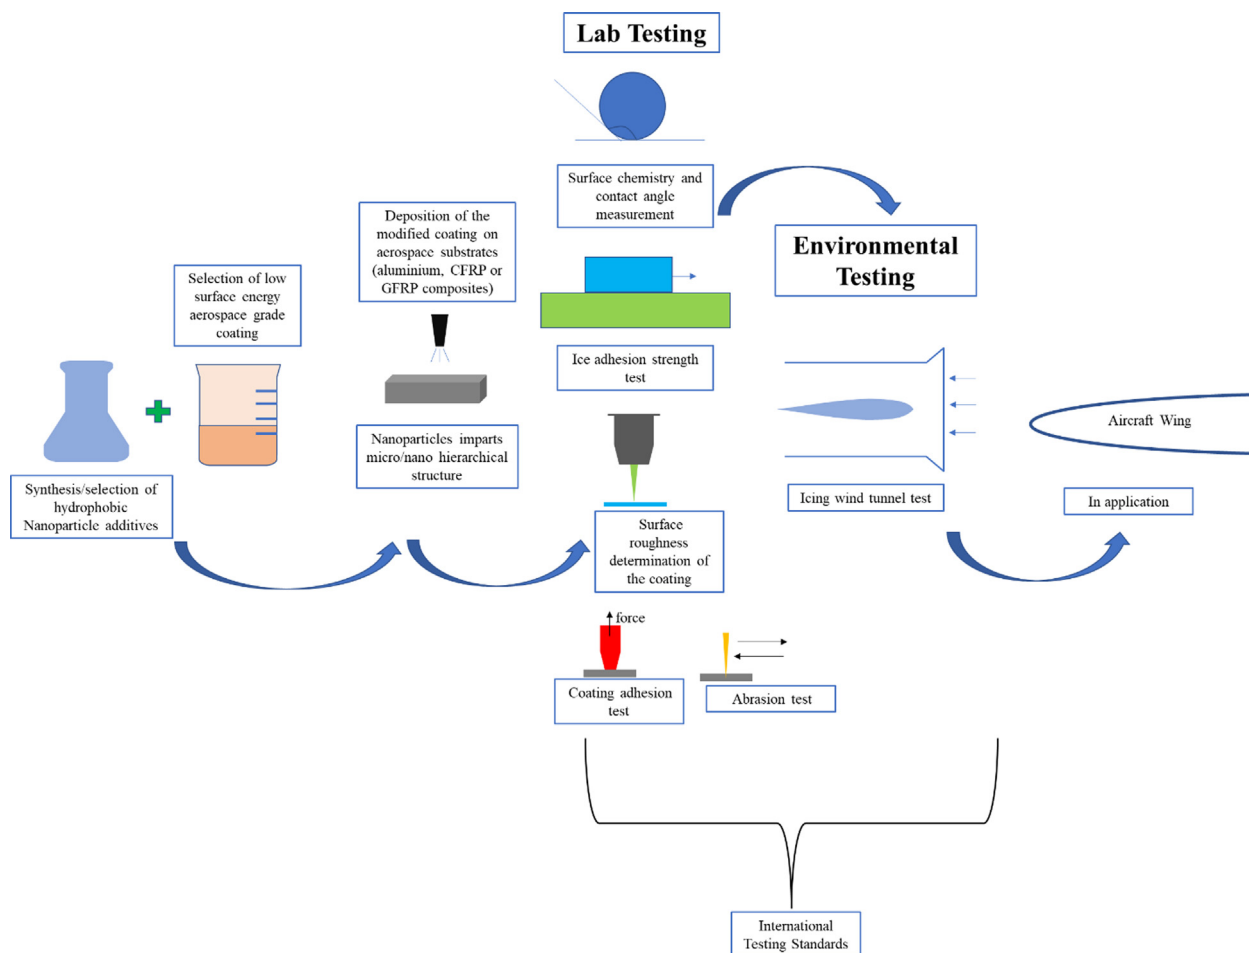 Lab Testing
Surface chemistry and
contact angle
measurement
Deposition of the
modified coating on
aerospace substrates
(aluminium, CFRP or
GFRP composites)
Environmental
Testing
Selection of low
surface energy
aerospace grade
coating
Ice adhesion strength
test
Aircraft Wing
Nanoparticles imparts
micro/nano hierarchical
structure
Synthesis/selection of
hydrophobic
Nanoparticle additives
Icing wind tunnel test
In application
Surface
roughness
determination of
the coating
force
Coating adhesion
test
Abrasion test
International
Testing Standards